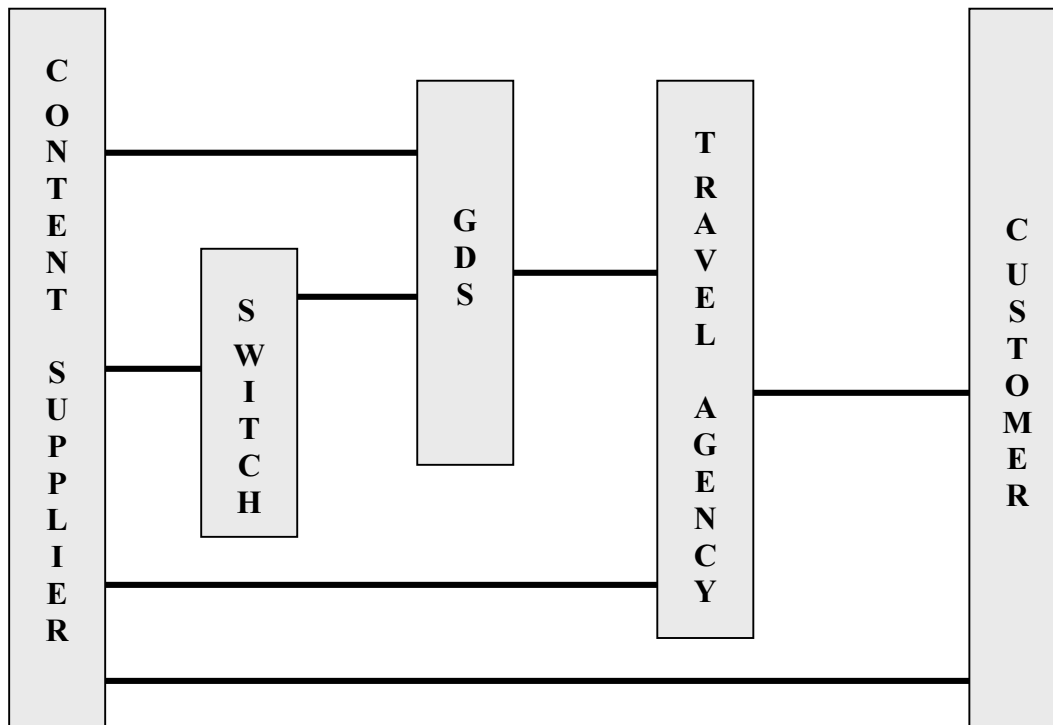 CONTENT SUPPLIER
SWITCH
GDS
TRAVEL AGENCY
CUSTOMER